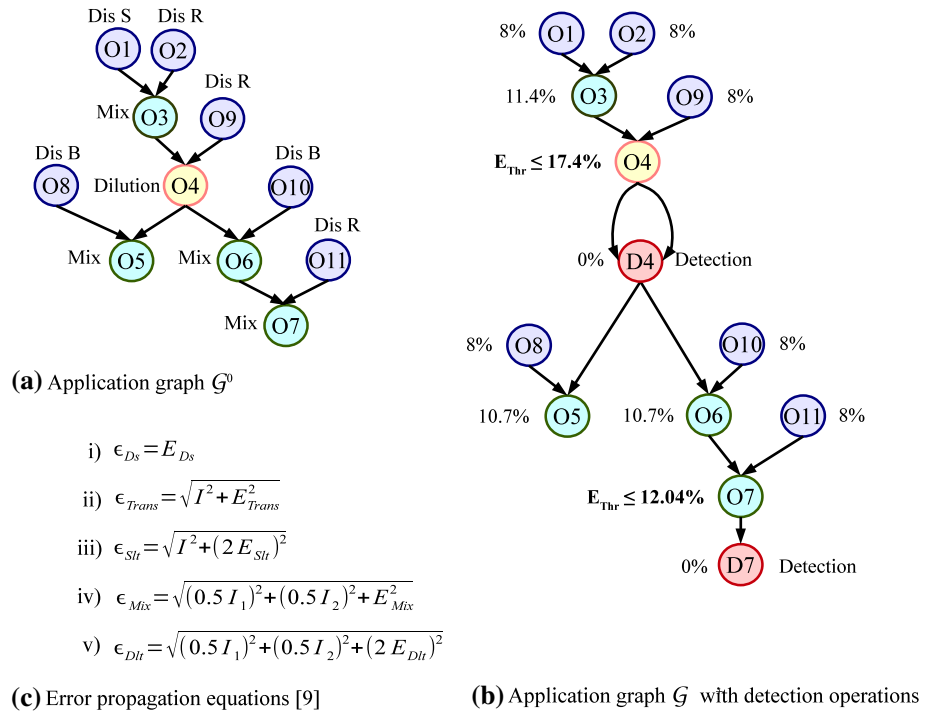 Dis S Dis R
O1 O2
Dis R
Mix O3 O9
Dis B Dis B
O8 Dilution O4 O10
Dis R
Mix O5 Mix O6 O11
Mix O7
(a) Application graph 𝒢⁰
i) ϵ_Ds = E_Ds
ii) ϵ_Trans = √(I² + E²_Trans)
iii) ϵ_Slt = √(I² + (2 E_Slt)²)
iv) ϵ_Mix = √((0.5 I₁)² + (0.5 I₂)² + E²_Mix)
v) ϵ_Dlt = √((0.5 I₁)² + (0.5 I₂)² + (2 E_Dlt)²)
(c) Error propagation equations [9]
8% O1 O2 8%
11.4% O3 O9 8%
E_Thr ≤ 17.4% O4
0% D4 Detection
8% O8 O10 8%
10.7% O5 10.7% O6 O11 8%
E_Thr ≤ 12.04% O7
0% D7 Detection
(b) Application graph 𝒢 with detection operations